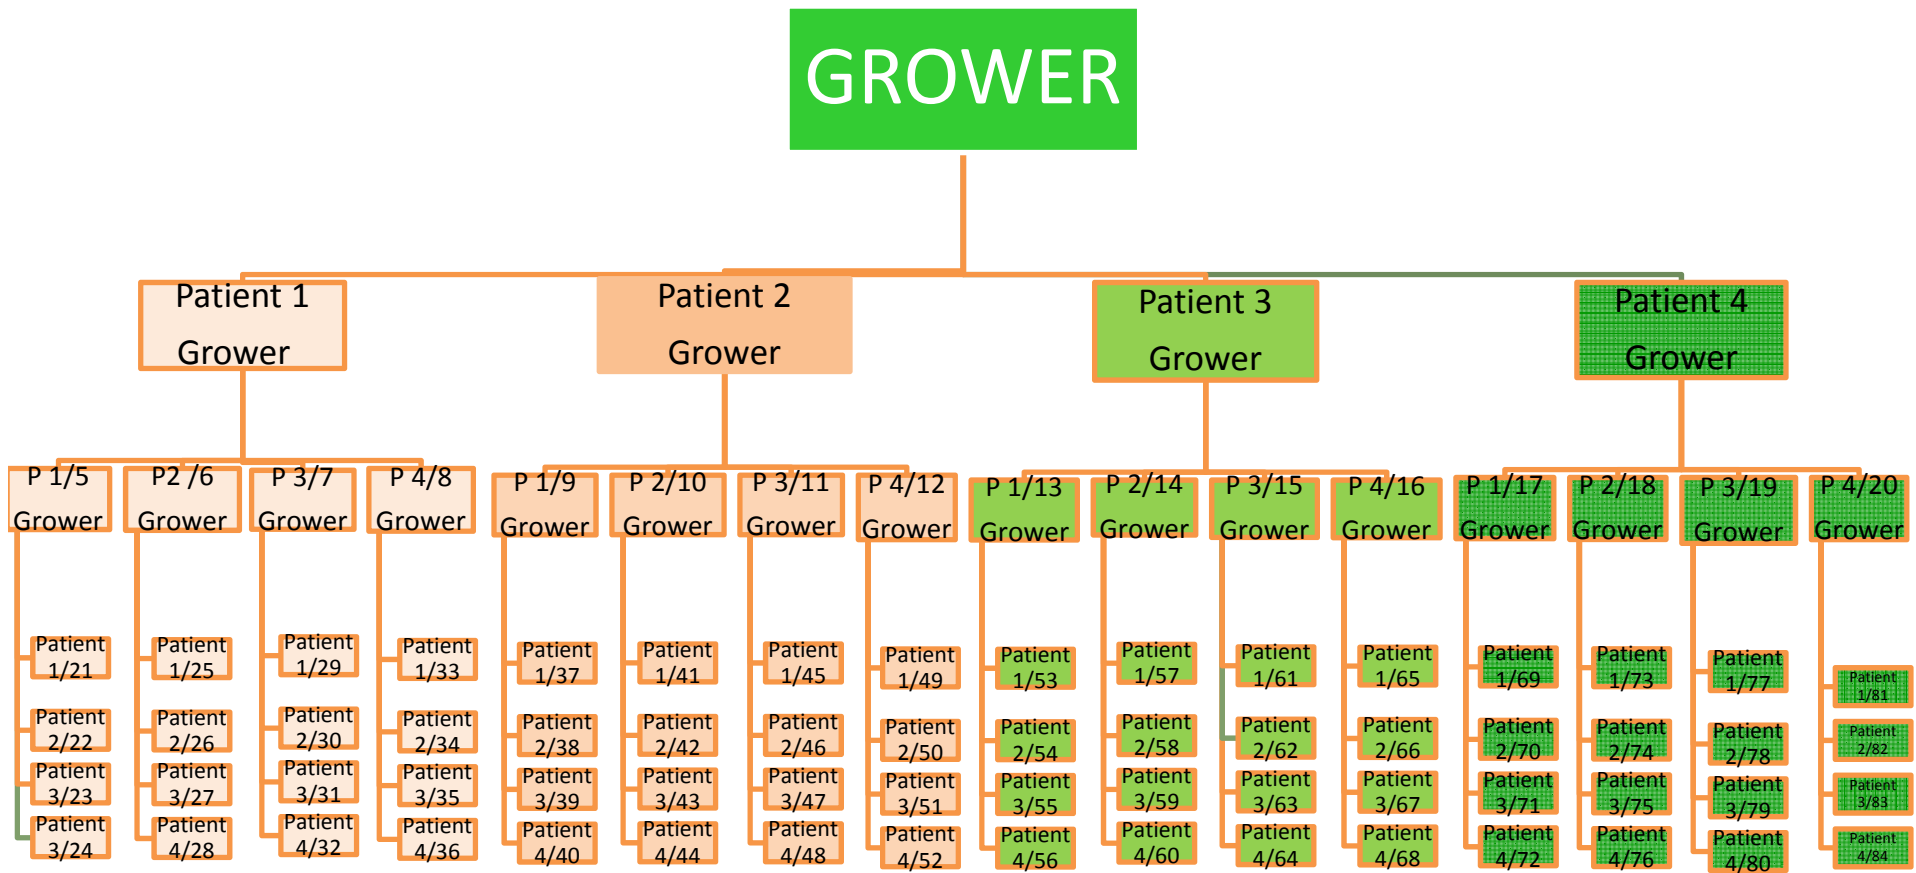 GROWER
Patient 1
Grower
Patient 2
Grower
Patient 3
Grower
Patient 4
Grower
P 1/5
Grower
P2 /6
Grower
P 3/7
Grower
P 4/8
Grower
P 1/9
Grower
P 2/10
Grower
P 3/11
Grower
P 4/12
Grower
P 1/13
Grower
P 2/14
Grower
P 3/15
Grower
P 4/16
Grower
P 1/17
Grower
P 2/18
Grower
P 3/19
Grower
P 4/20
Grower
Patient
1/21
Patient
2/22
Patient
3/23
Patient
3/24
Patient
1/25
Patient
2/26
Patient
3/27
Patient
4/28
Patient
1/29
Patient
2/30
Patient
3/31
Patient
4/32
Patient
1/33
Patient
2/34
Patient
3/35
Patient
4/36
Patient
1/37
Patient
2/38
Patient
3/39
Patient
4/40
Patient
1/41
Patient
2/42
Patient
3/43
Patient
4/44
Patient
1/45
Patient
2/46
Patient
3/47
Patient
4/48
Patient
1/49
Patient
2/50
Patient
3/51
Patient
4/52
Patient
1/53
Patient
2/54
Patient
3/55
Patient
4/56
Patient
1/57
Patient
2/58
Patient
3/59
Patient
4/60
Patient
1/61
Patient
2/62
Patient
3/63
Patient
4/64
Patient
1/65
Patient
2/66
Patient
3/67
Patient
4/68
Patient
1/69
Patient
2/70
Patient
3/71
Patient
4/72
Patient
1/73
Patient
2/74
Patient
3/75
Patient
4/76
Patient
1/77
Patient
2/78
Patient
3/79
Patient
4/80
Patient
1/81
Patient
2/82
Patient
3/83
Patient
4/84